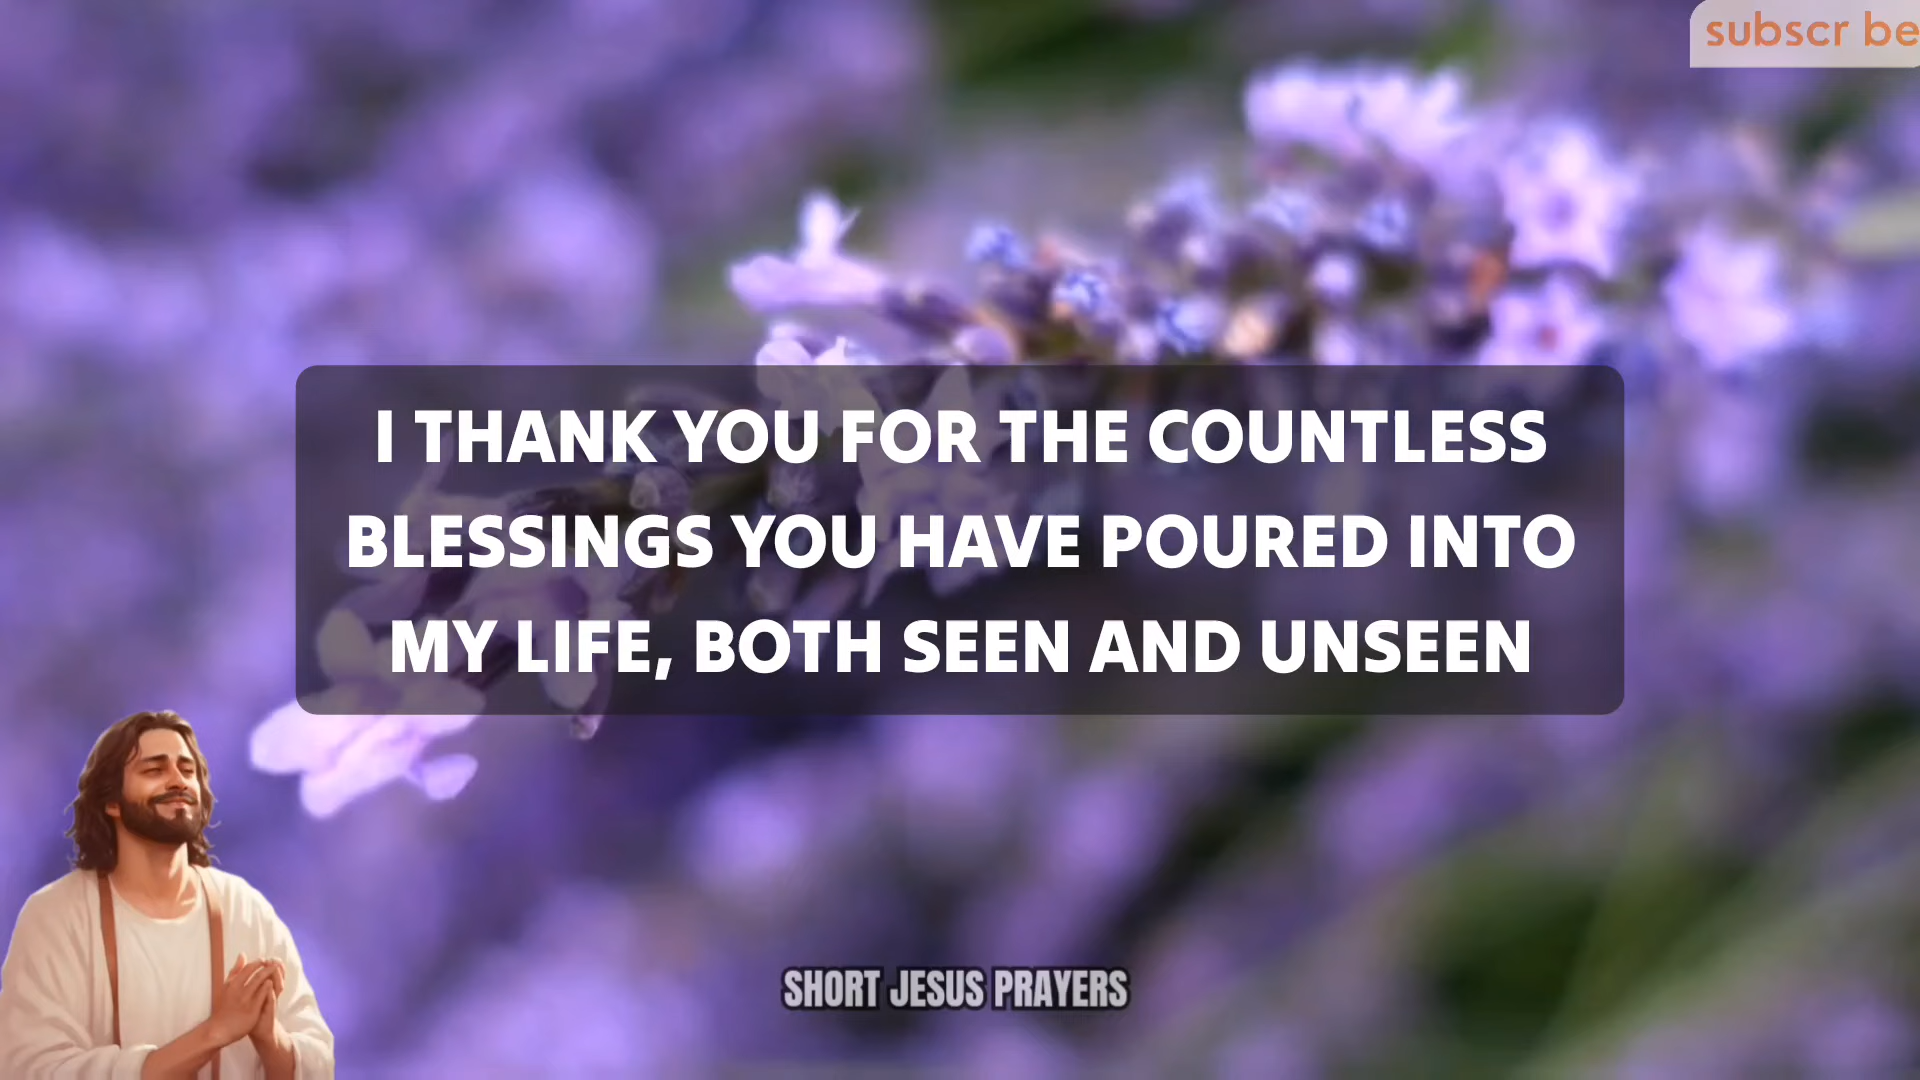 subscr be
I THANK YOU FOR THE COUNTLESS
BLESSINGS YOU HAVE POURED INTO
MY LIFE, BOTH SEEN AND UNSEEN
SHORT JESUS PRAYERS